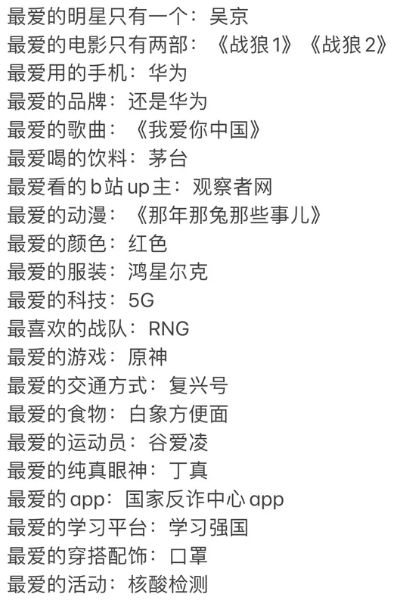 最爱的明星只有一个：吴京
最爱的电影只有两部：《战狼1》《战狼2》
最爱用的手机：华为
最爱的品牌：还是华为
最爱的歌曲：《我爱你中国》
最爱喝的饮料：茅台
最爱看的b站up主：观察者网
最爱的动漫：《那年那兔那些事儿》
最爱的颜色：红色
最爱的服装：鸿星尔克
最爱的科技：5G
最喜欢的战队：RNG
最爱的游戏：原神
最爱的交通方式：复兴号
最爱的食物：白象方便面
最爱的运动员：谷爱凌
最爱的纯真眼神：丁真
最爱的app：国家反诈中心app
最爱的学习平台：学习强国
最爱的穿搭配饰：口罩
最爱的活动：核酸检测